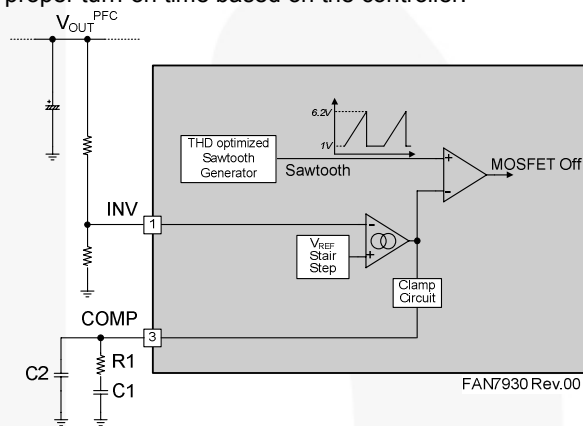 proper turn on time based on the controller.
V_OUT^PFC
6.2V
1V
THD optimized
Sawtooth
Generator
Sawtooth
+
-
MOSFET Off
INV
1
-
+
V_REF
Stair
Step
Clamp
Circuit
COMP
3
R1
C2
C1
FAN7930 Rev.00